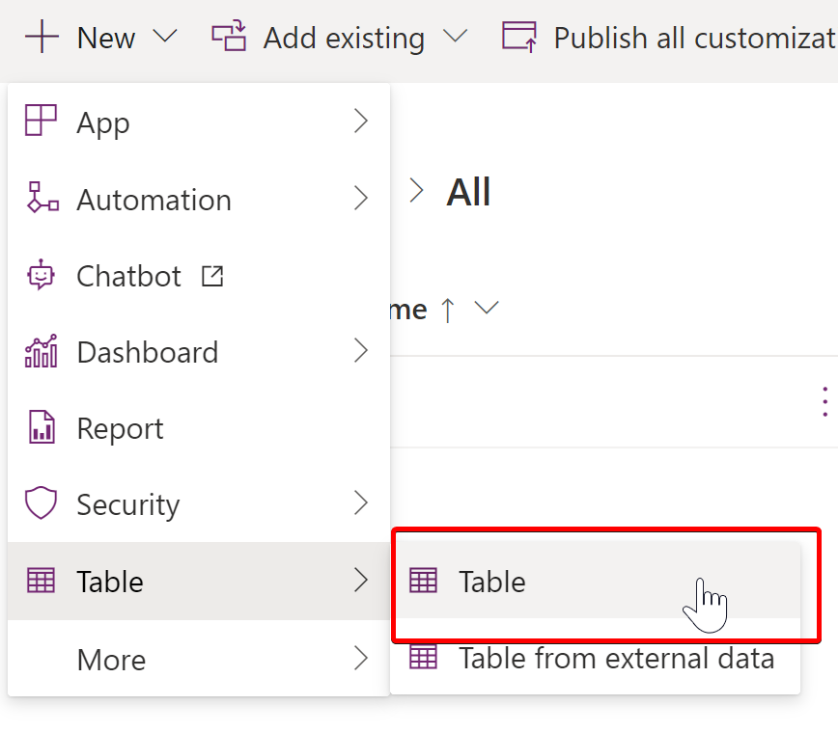 New Add existing Publish all customizat
App
Automation
All
Chatbot
me
Dashboard
Report
Security
Table
Table
More
Table from external data